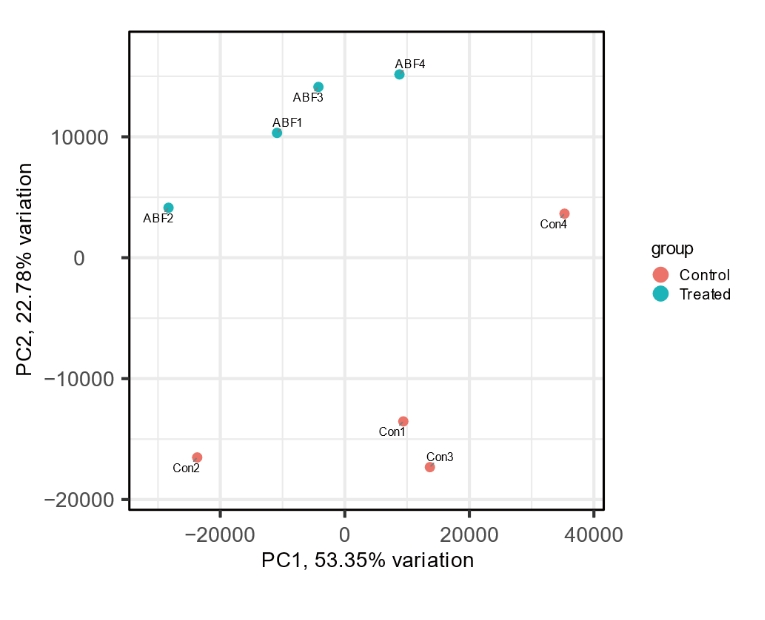 ABF4
ABF3
ABF1
ABF2
Con4
Con1
Con3
Con2
10000
0
−10000
−20000
−20000
0
20000
40000
PC1, 53.35% variation
PC2, 22.78% variation
group
Control
Treated